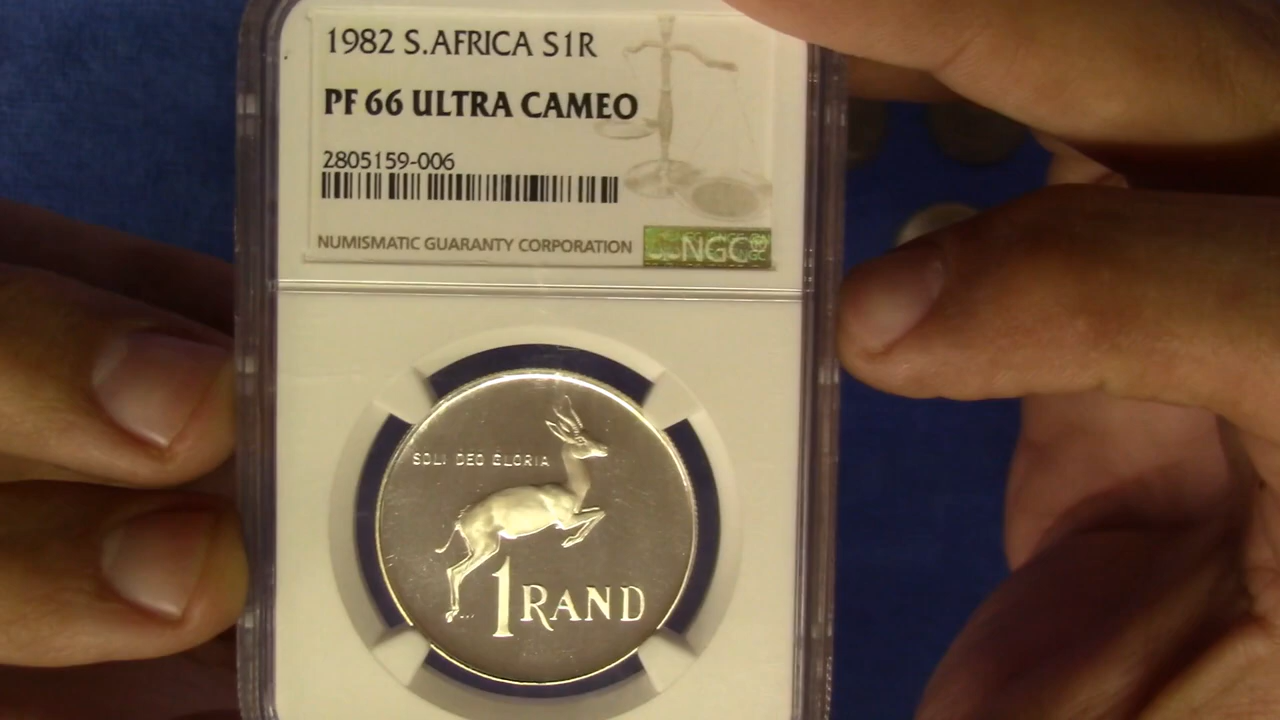 1982 S.AFRICA S1R
PF 66 ULTRA CAMEO
2805159-006
NUMISMATIC GUARANTY CORPORATION
NGC
SOLI DEO GLORIA
1 RAND